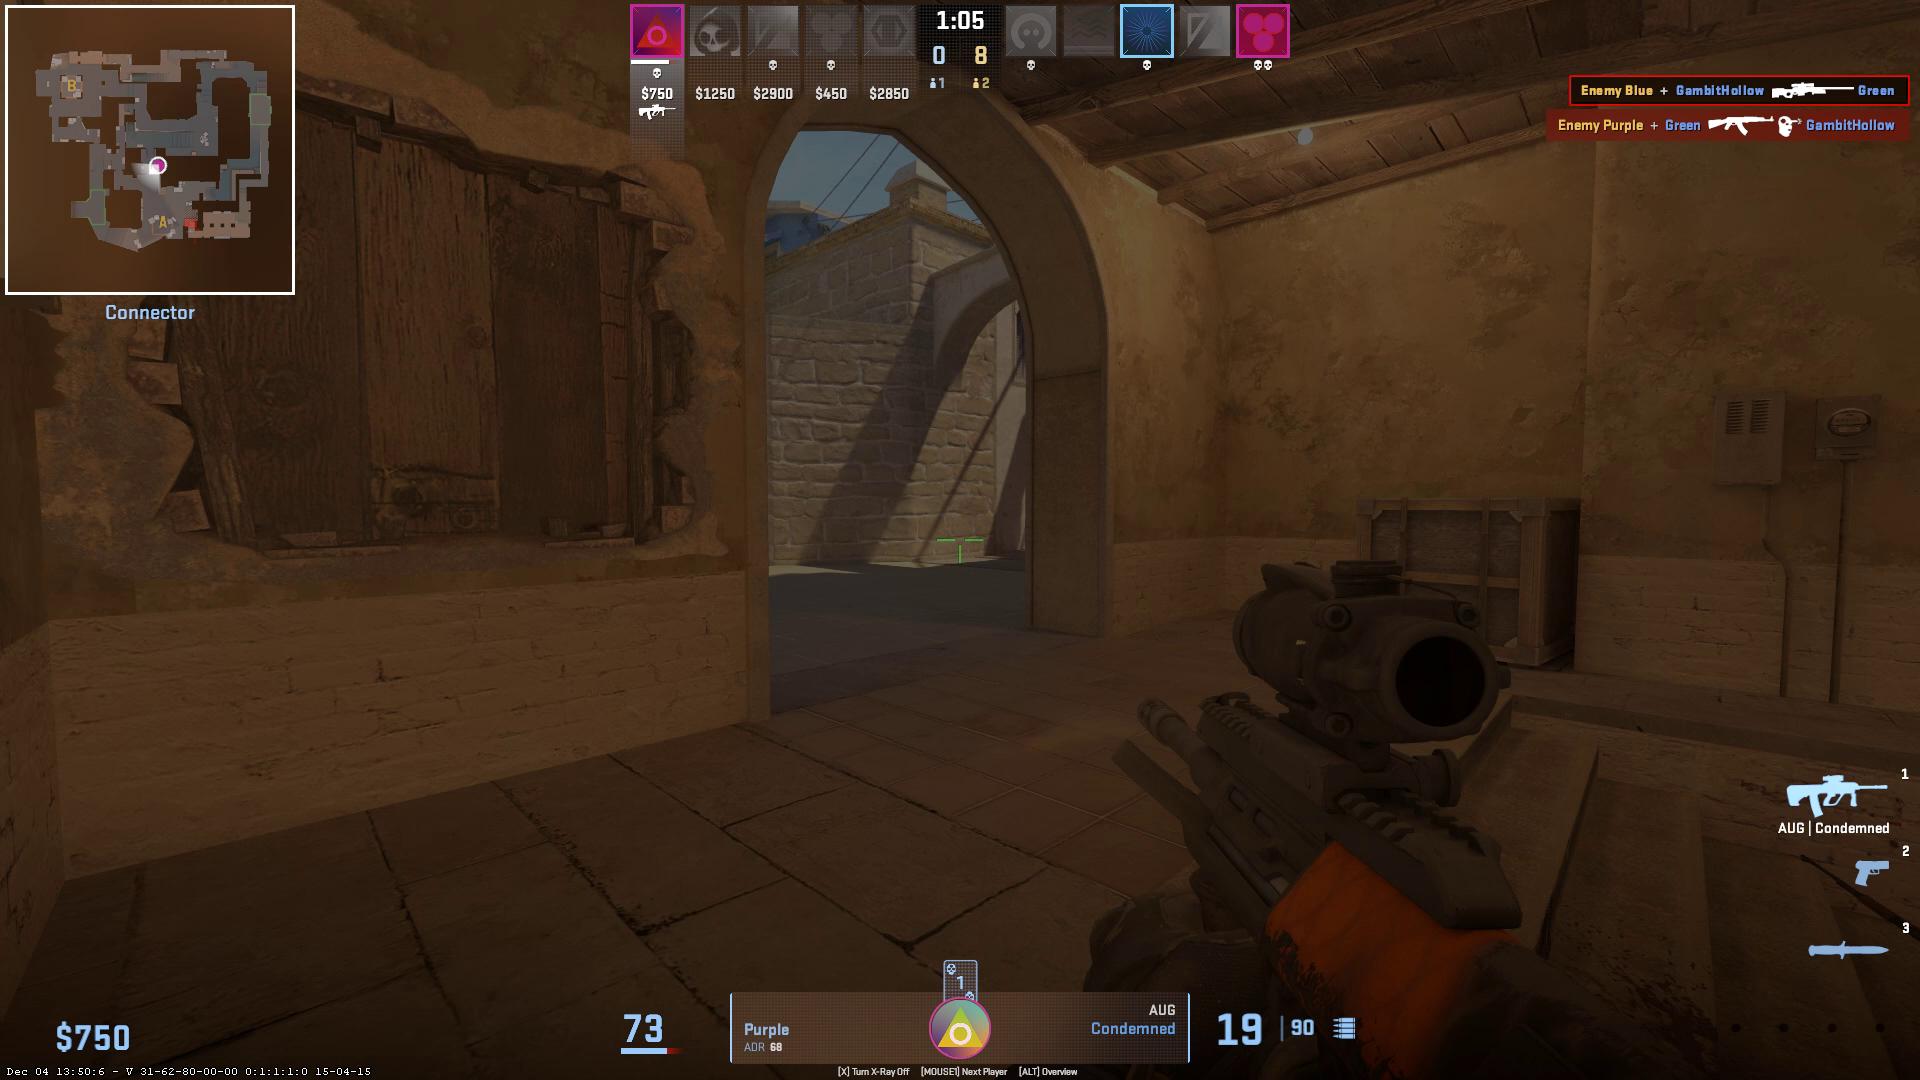 B
A
Connector
1:05
0 8
1 2
$750 $1250 $2900 $450 $2850
Enemy Blue + GambitHollow Green
Enemy Purple + Green GambitHollow
1
AUG | Condemned
2
3
1
$750
73
Purple
ADR 68
AUG
Condemned
19 | 90
[X] Turn X-Ray Off [MOUSE1] Next Player [ALT] Overview
Dec 04 13:50:6 - V 31-62-80-00-00 0:1:1:1:0 15-04-15